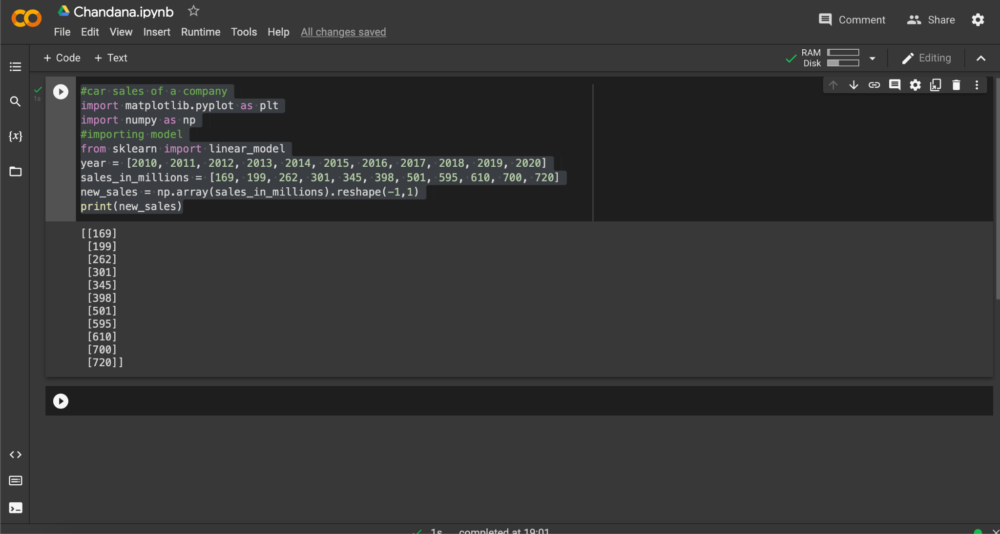 Chandana.ipynb
Comment
Share
File Edit View Insert Runtime Tools Help All changes saved
+ Code + Text
RAM
Disk
Editing
1s
#car sales of a company
import matplotlib.pyplot as plt
import numpy as np
#importing model
from sklearn import linear_model
year = [2010, 2011, 2012, 2013, 2014, 2015, 2016, 2017, 2018, 2019, 2020]
sales_in_millions = [169, 199, 262, 301, 345, 398, 501, 595, 610, 700, 720]
new_sales = np.array(sales_in_millions).reshape(-1,1)
print(new_sales)
[[169]
[199]
[262]
[301]
[345]
[398]
[501]
[595]
[610]
[700]
[720]]
{x}
1s completed at 19:01